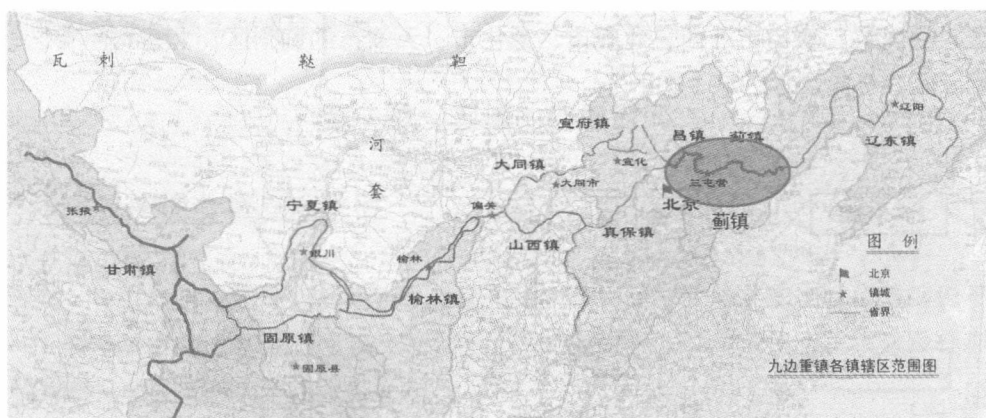 瓦剌
鞑靼
河套
宣府镇
昌镇
蓟镇
辽阳
辽东镇
大同镇
宣化
大同市
三屯营
北京
蓟镇
张掖
宁夏镇
偏关
山西镇
真保镇
甘肃镇
银川
榆林
榆林镇
固原镇
固原县
图例
北京
镇城
省界
九边重镇各镇辖区范围图